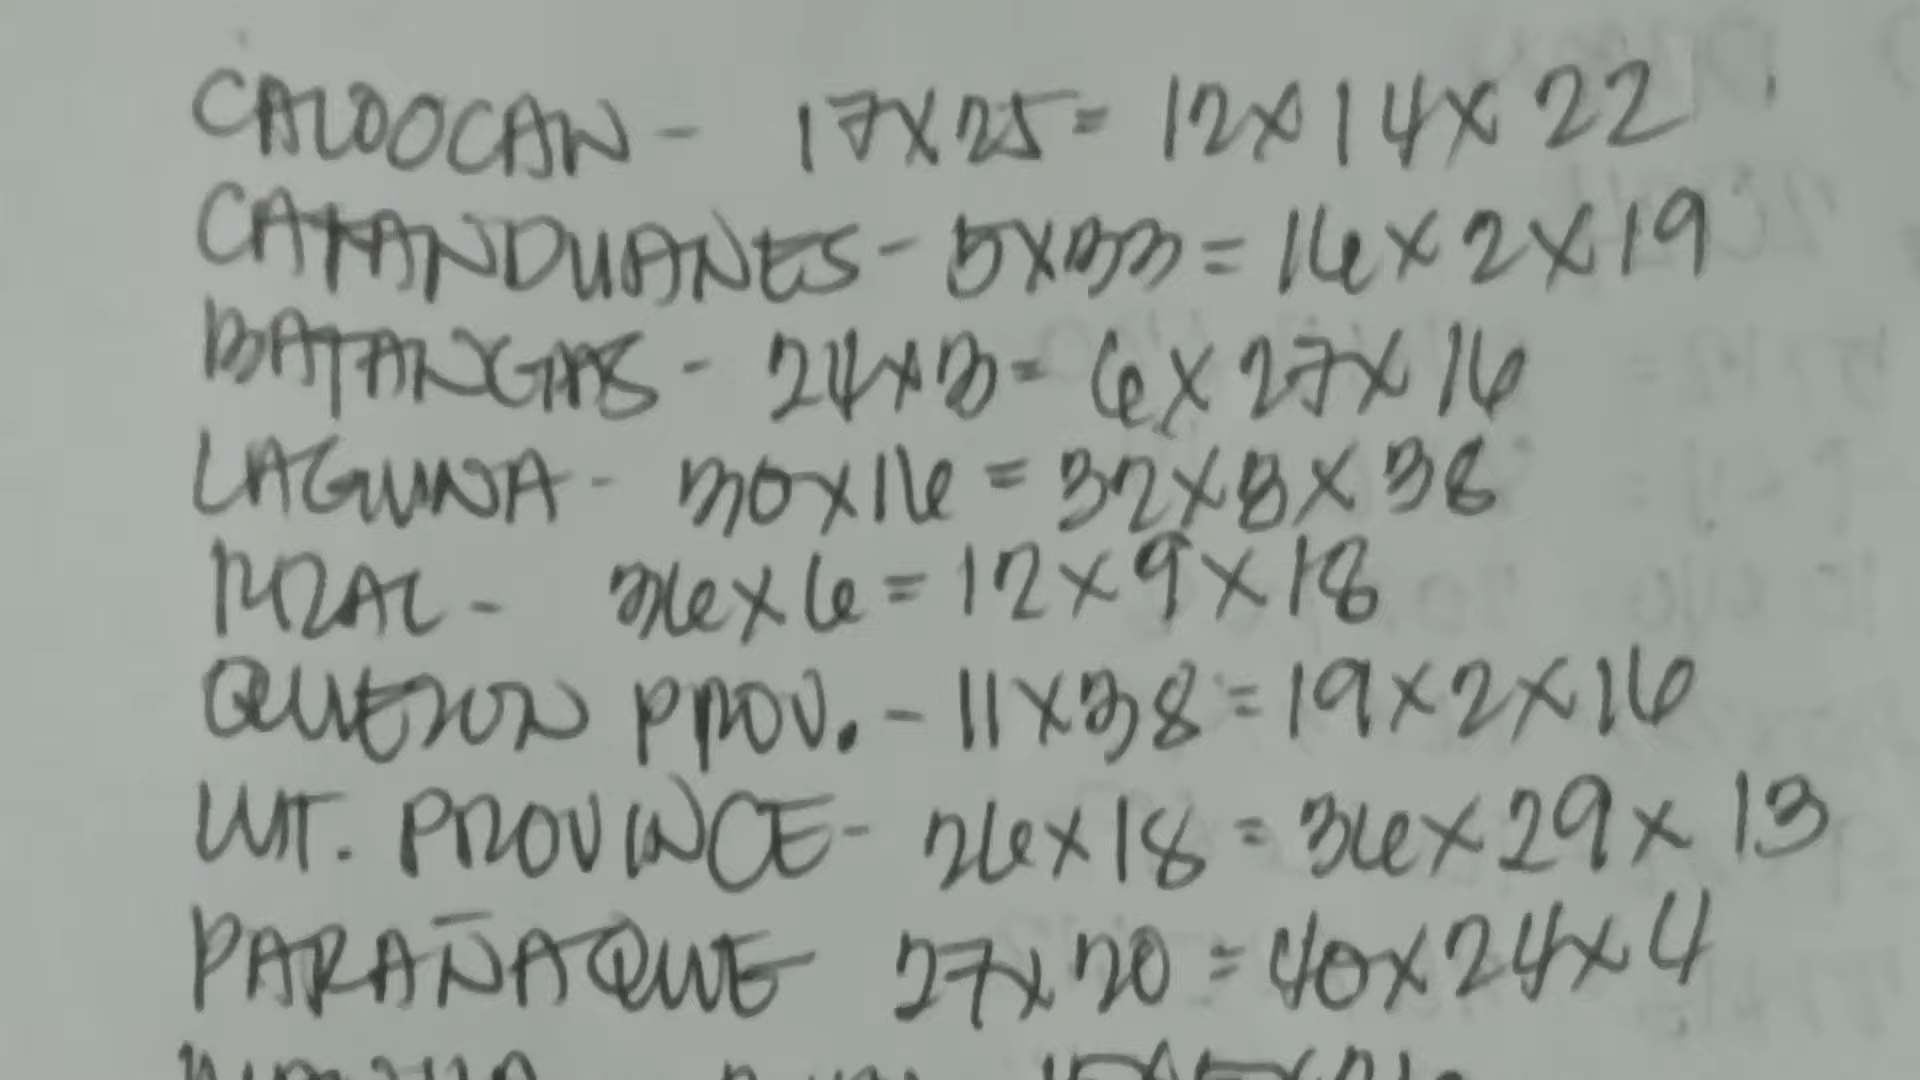 CALOOCAN - 17X25= 12X14X22
CATANDUANES - 5X33=16X2X19
BATANGAS - 24X3= 6X27X16
LAGUNA - 30X16=32X8X38
RIZAL - 36X6=12X9X18
QUEZON PROV. - 11X38=19X2X16
MT. PROVINCE- 26X18=36X29X13
PARAÑAQUE 27X20=40X24X4